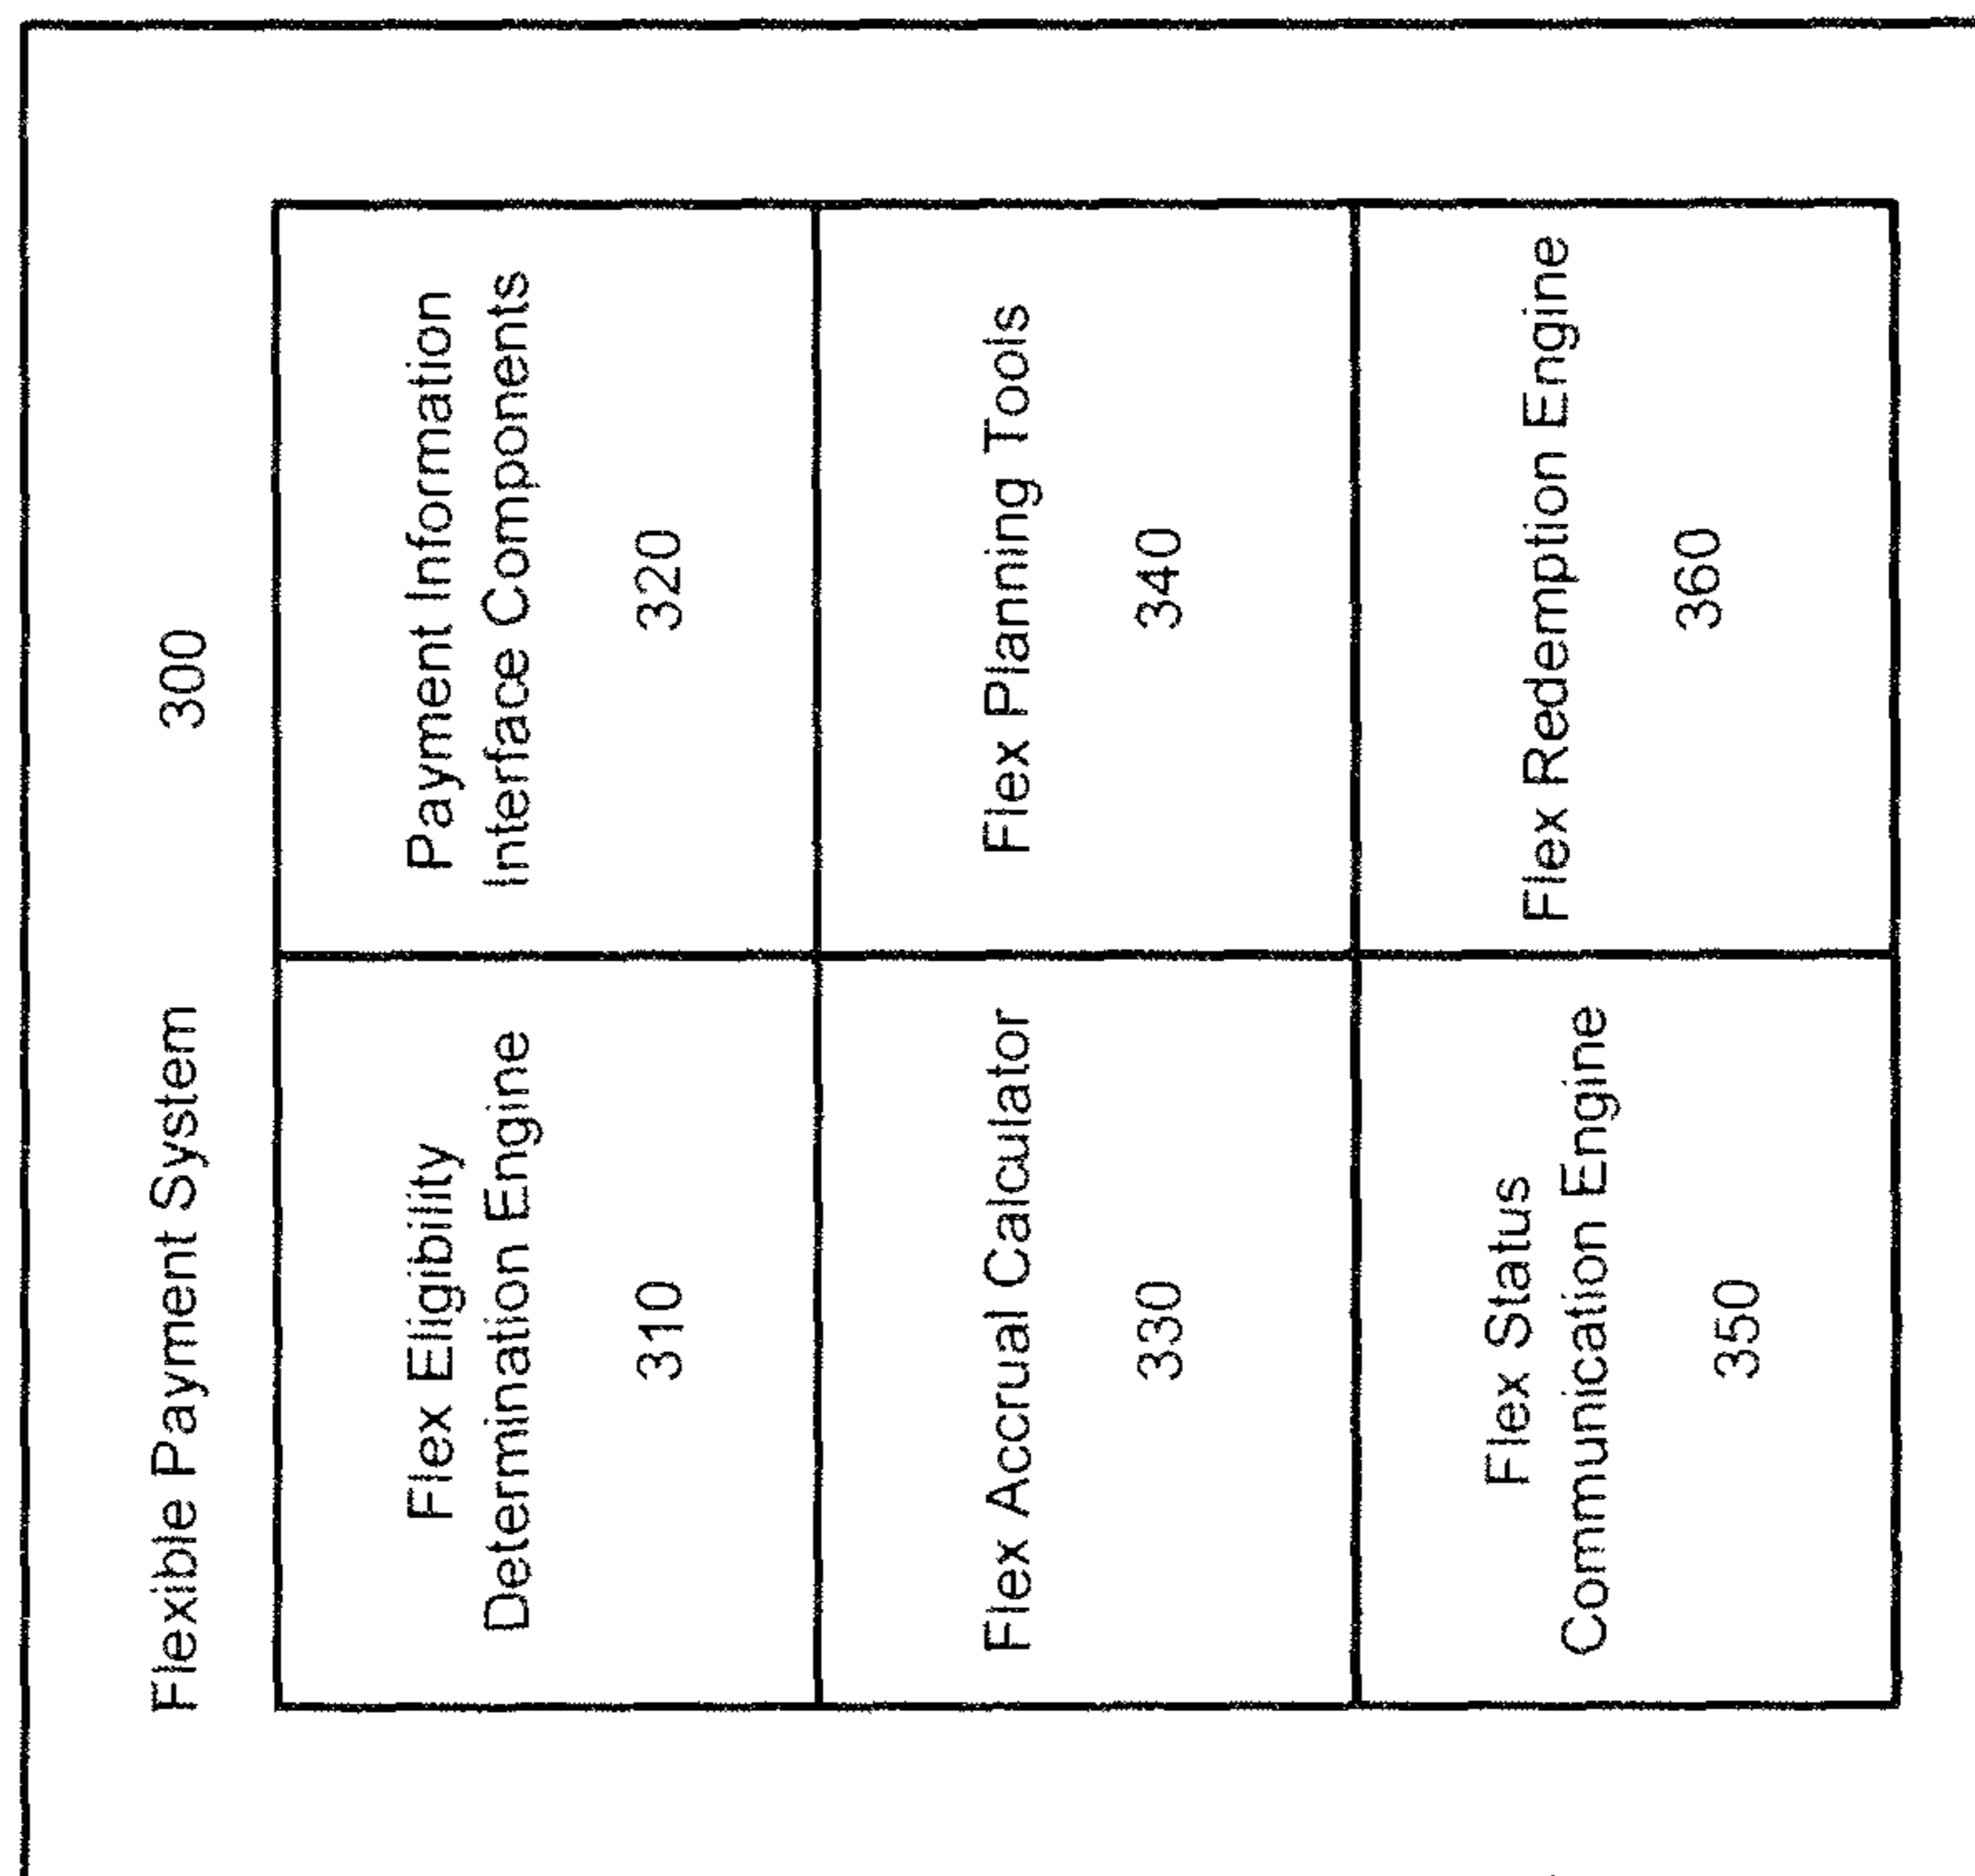 Flexible Payment System 300
Flex Eligibility
Determination Engine
310
Payment Information
Interface Components
320
Flex Accrual Calculator
330
Flex Planning Tools
340
Flex Status
Communication Engine
350
Flex Redemption Engine
360